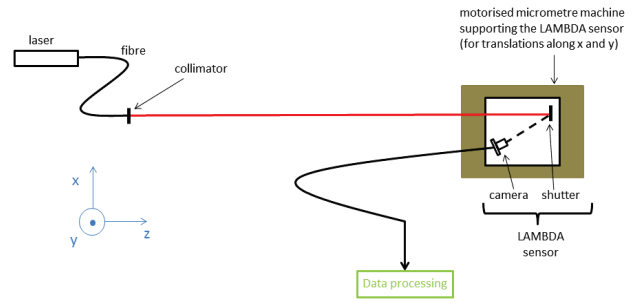 motorised micrometre machine
supporting the LAMBDA sensor
(for translations along x and y)
laser
fibre
collimator
x
y
z
camera
shutter
LAMBDA
sensor
Data processing